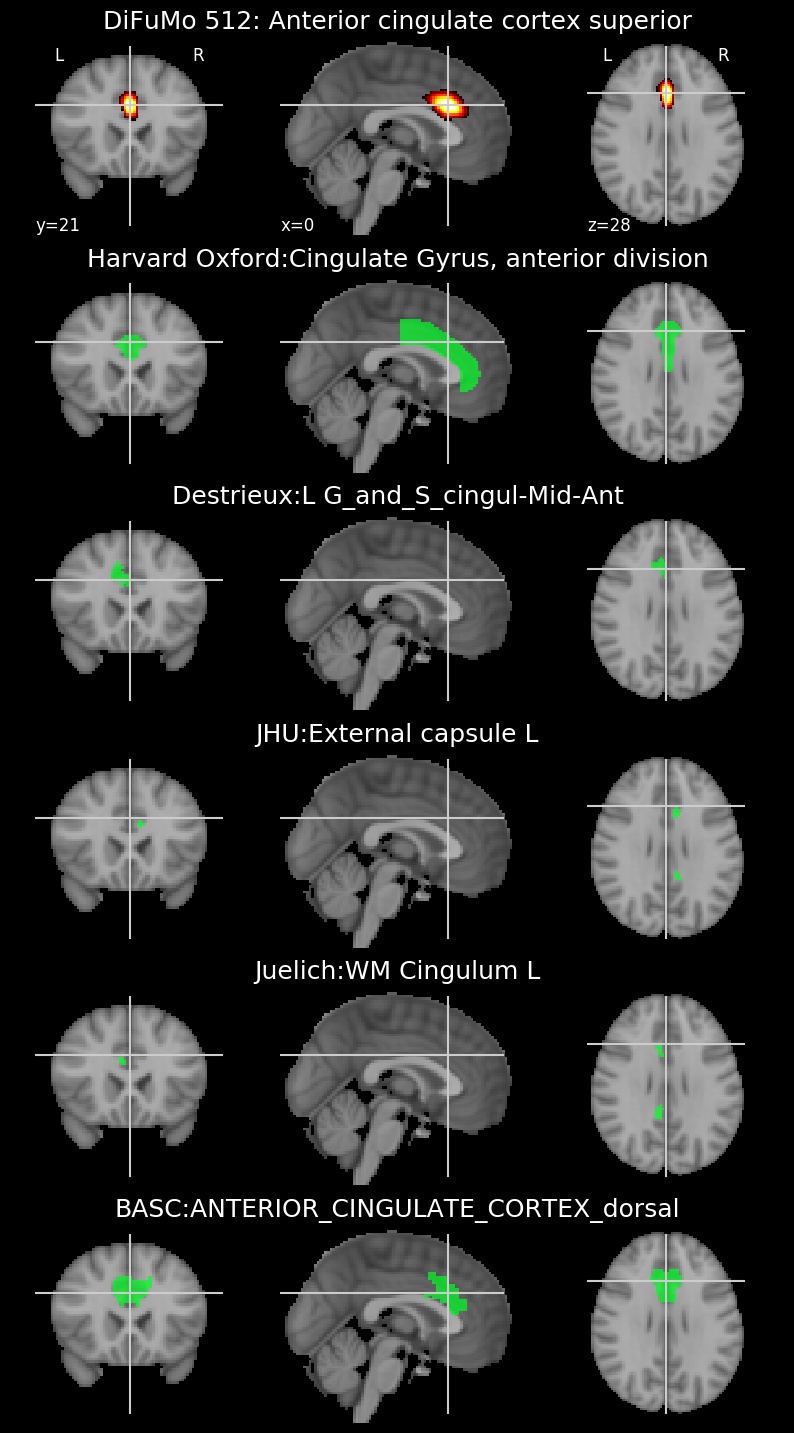 DiFuMo 512: Anterior cingulate cortex superior
L R L R
y=21 x=0 z=28
Harvard Oxford:Cingulate Gyrus, anterior division
Destrieux:L G_and_S_cingul-Mid-Ant
JHU:External capsule L
Juelich:WM Cingulum L
BASC:ANTERIOR_CINGULATE_CORTEX_dorsal